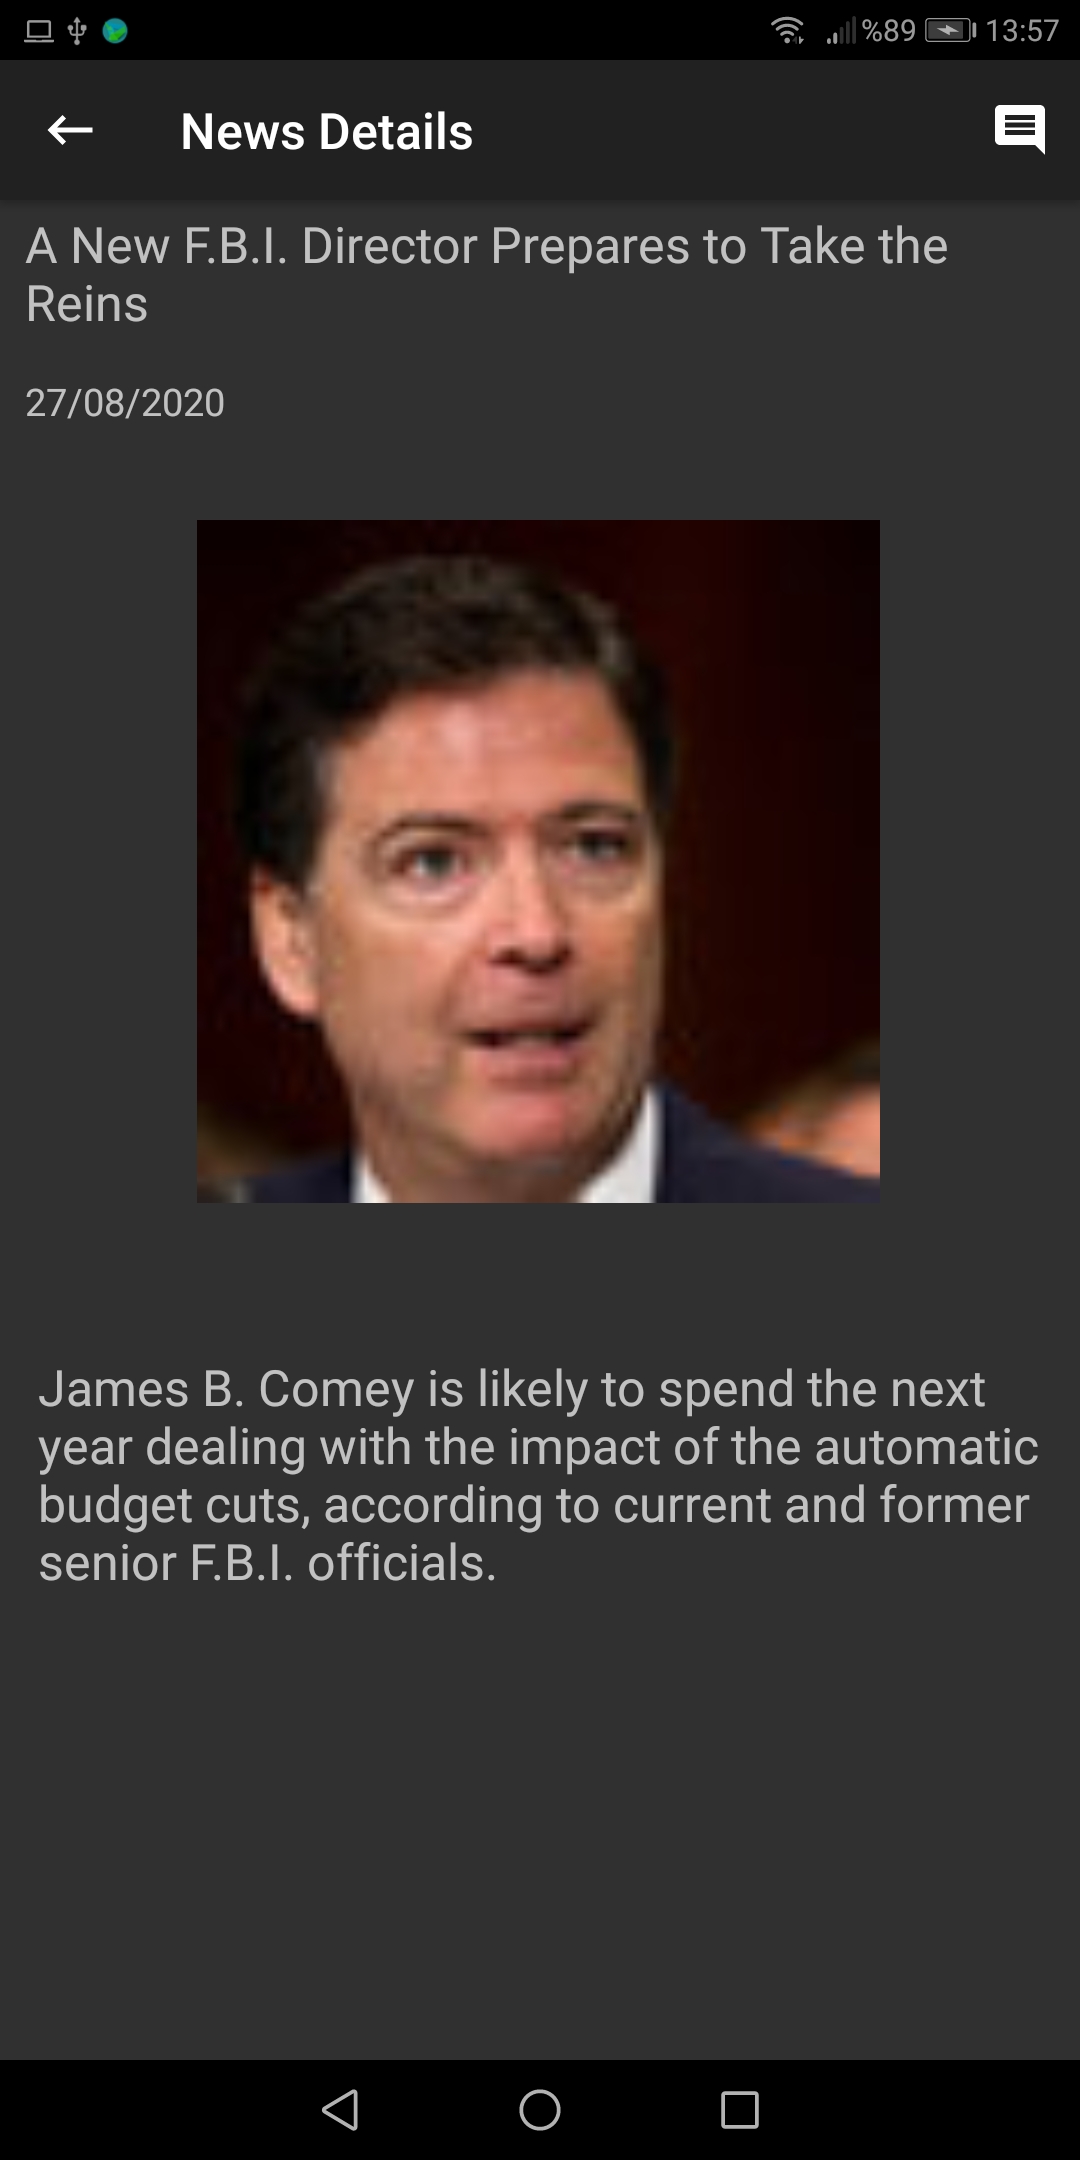 %89 13:57
News Details
A New F.B.I. Director Prepares to Take the
Reins
27/08/2020
James B. Comey is likely to spend the next
year dealing with the impact of the automatic
budget cuts, according to current and former
senior F.B.I. officials.